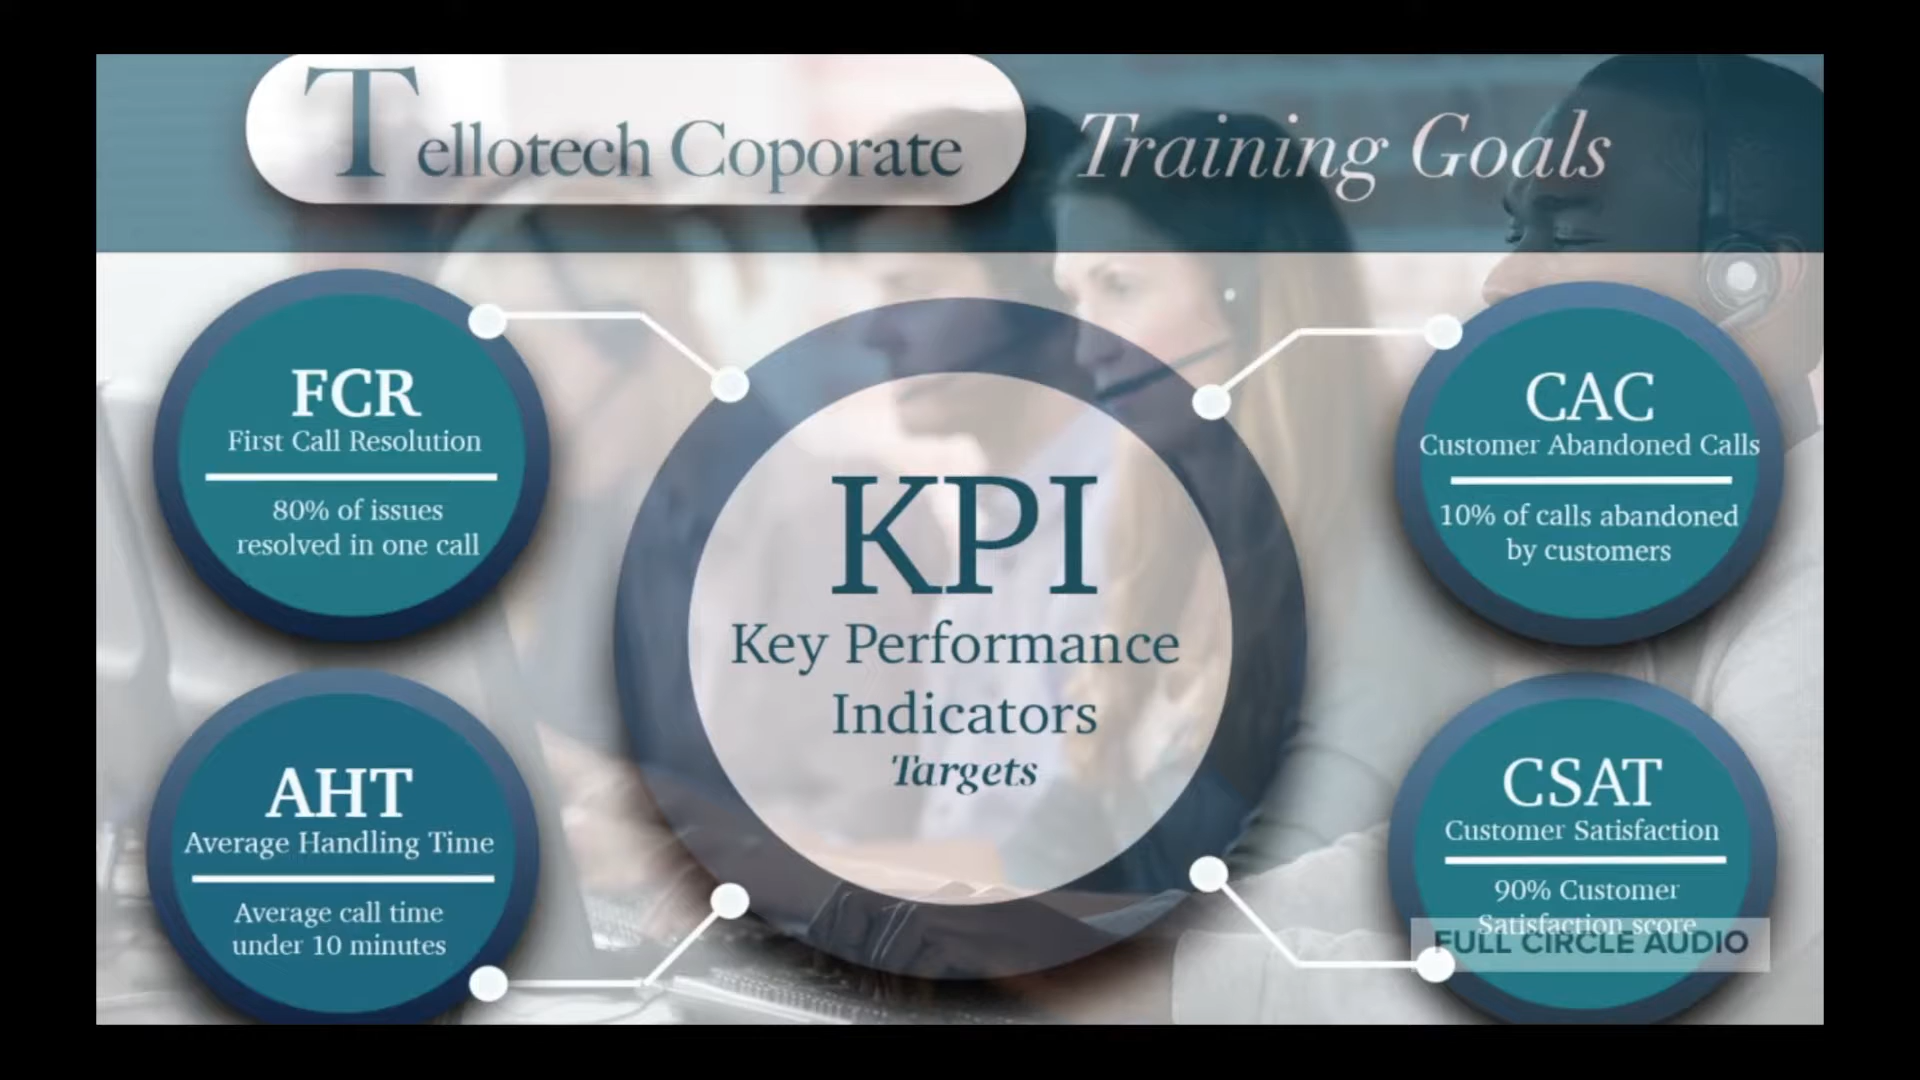 Tellotech Coporate
Training Goals
FCR
First Call Resolution
80% of issues
resolved in one call
AHT
Average Handling Time
Average call time
under 10 minutes
KPI
Key Performance
Indicators
Targets
CAC
Customer Abandoned Calls
10% of calls abandoned
by customers
CSAT
Customer Satisfaction
90% Customer
Satisfaction score
FULL CIRCLE AUDIO